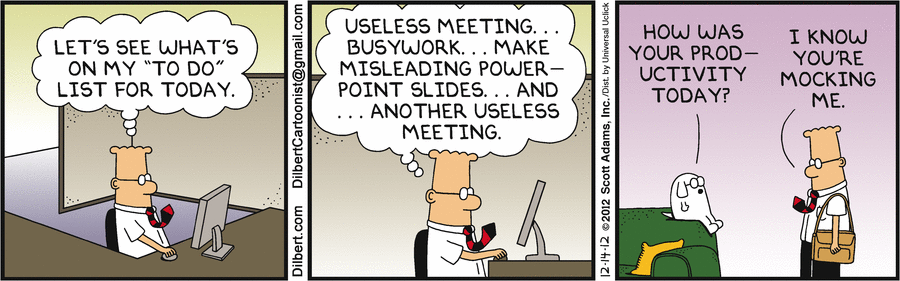 LET'S SEE WHAT'S
ON MY "TO DO"
LIST FOR TODAY.
Dilbert.com DilbertCartoonist@gmail.com
USELESS MEETING...
BUSYWORK... MAKE
MISLEADING POWER–
POINT SLIDES... AND
... ANOTHER USELESS
MEETING.
12-14-12 ©2012 Scott Adams, Inc. /Dist. by Universal Uclick
HOW WAS
YOUR PROD–
UCTIVITY
TODAY?
I KNOW
YOU'RE
MOCKING
ME.